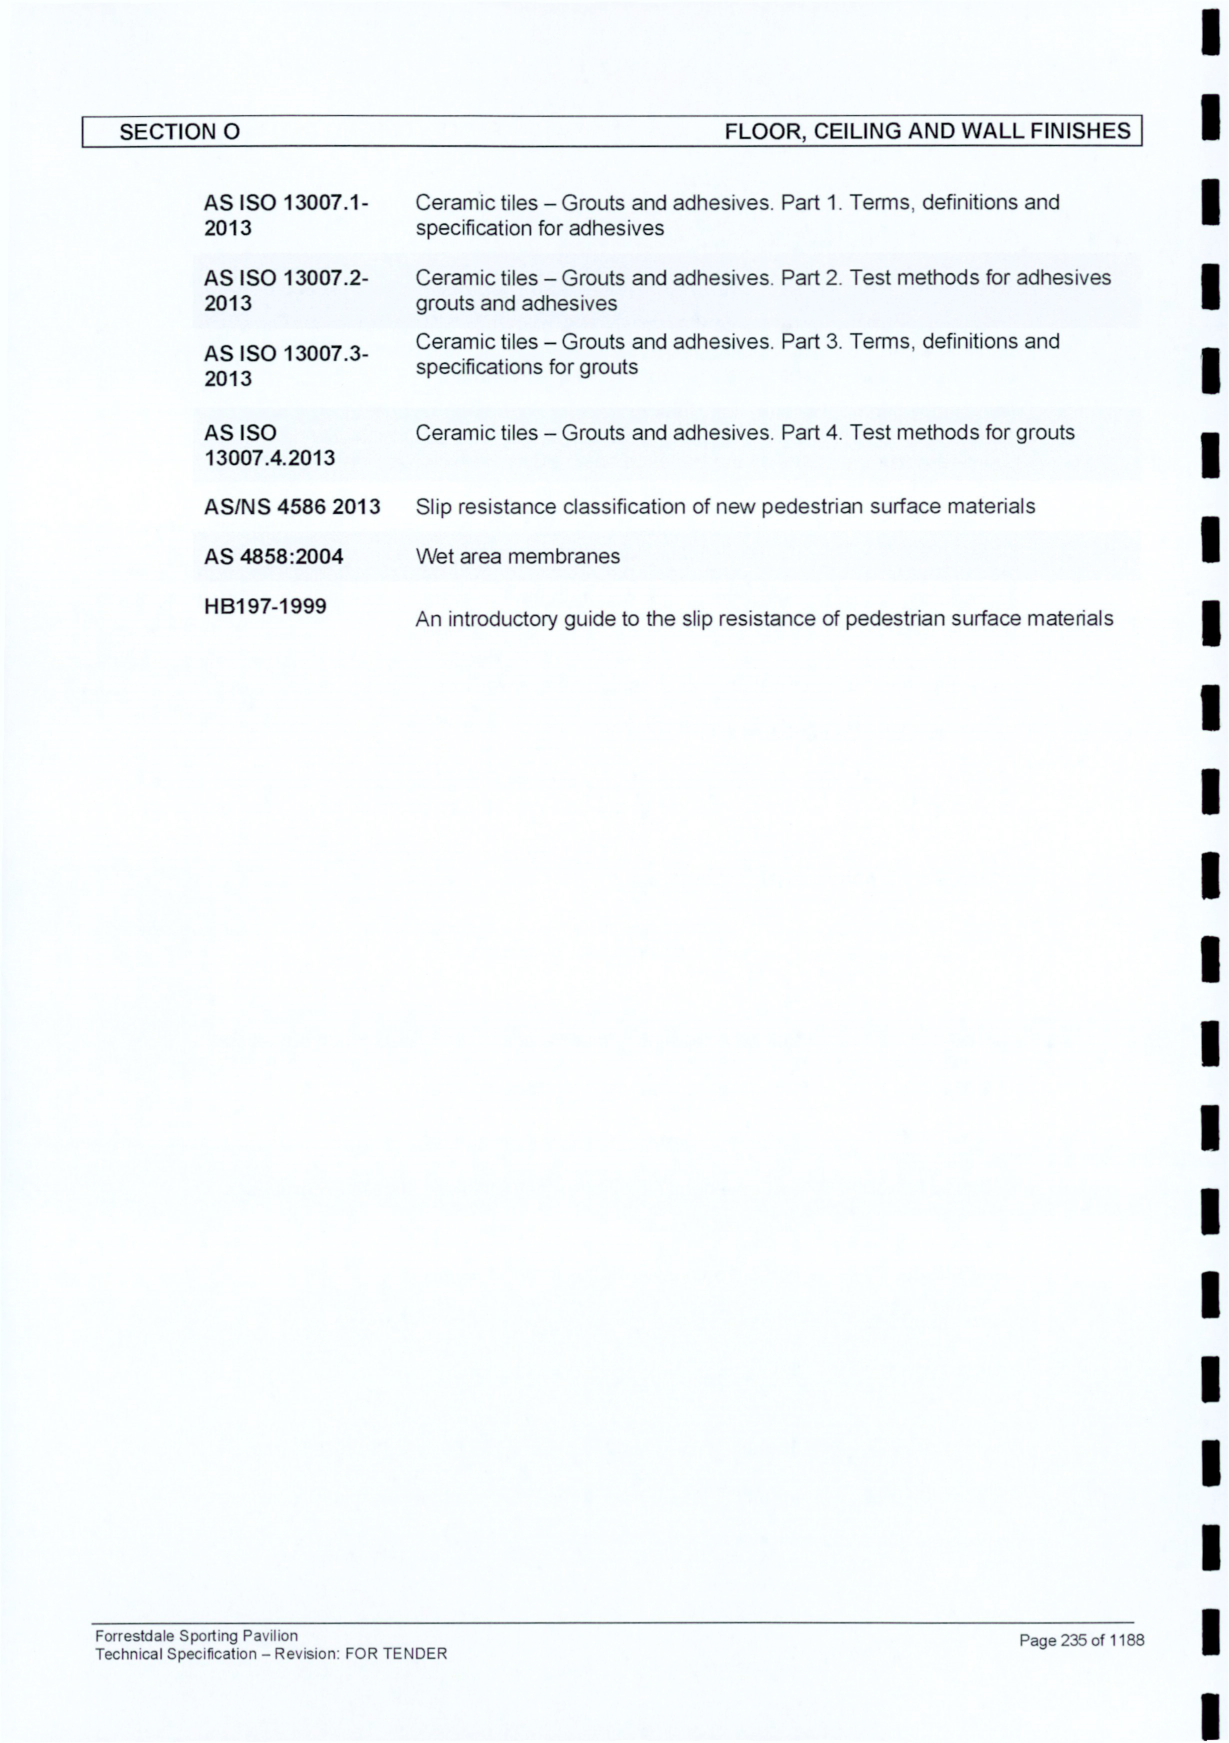 SECTION O FLOOR, CEILING AND WALL FINISHES
AS ISO 13007.1- Ceramic tiles – Grouts and adhesives. Part 1. Terms, definitions and
2013 specification for adhesives
AS ISO 13007.2- Ceramic tiles – Grouts and adhesives. Part 2. Test methods for adhesives
2013 grouts and adhesives
AS ISO 13007.3- Ceramic tiles – Grouts and adhesives. Part 3. Terms, definitions and
2013 specifications for grouts
AS ISO Ceramic tiles – Grouts and adhesives. Part 4. Test methods for grouts
13007.4.2013
AS/NS 4586 2013 Slip resistance classification of new pedestrian surface materials
AS 4858:2004 Wet area membranes
HB197-1999 An introductory guide to the slip resistance of pedestrian surface materials
Forrestdale Sporting Pavilion
Technical Specification – Revision: FOR TENDER Page 235 of 1188